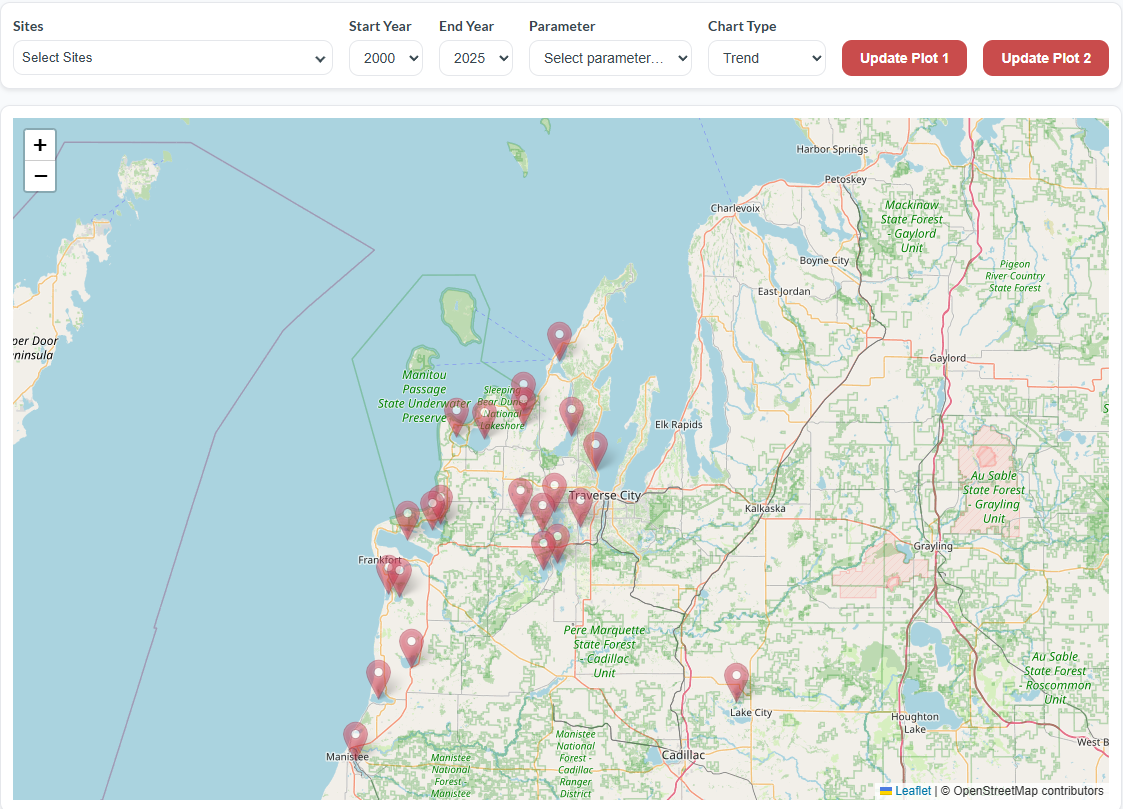 Sites
Start Year
End Year
Parameter
Chart Type
Select Sites
2000
2025
Select parameter...
Trend
Update Plot 1
Update Plot 2
+
−
Harbor Springs
Petoskey
Charlevoix
Mackinaw
State Forest
- Gaylord
Unit
Boyne City
Pigeon
River Country
State Forest
East Jordan
per Door
eninsula
Gaylord
Manitou
Passage
State Underwater
Preserve
Sleeping
Bear Dun
National
Lakeshore
Elk Rapids
Au Sable
State Forest
- Grayling
Unit
Traverse City
Kalkaska
Grayling
Frankfort
Pere Marquette
State Forest
- Cadillac
Unit
Au Sable
State Forest
- Roscommon
Unit
Lake City
Houghton
Lake
West B
Manistee
Manistee
National
Forest -
Manistee
Manistee
National
Forest -
Cadillac
Ranger
District
Cadillac
Leaflet | © OpenStreetMap contributors